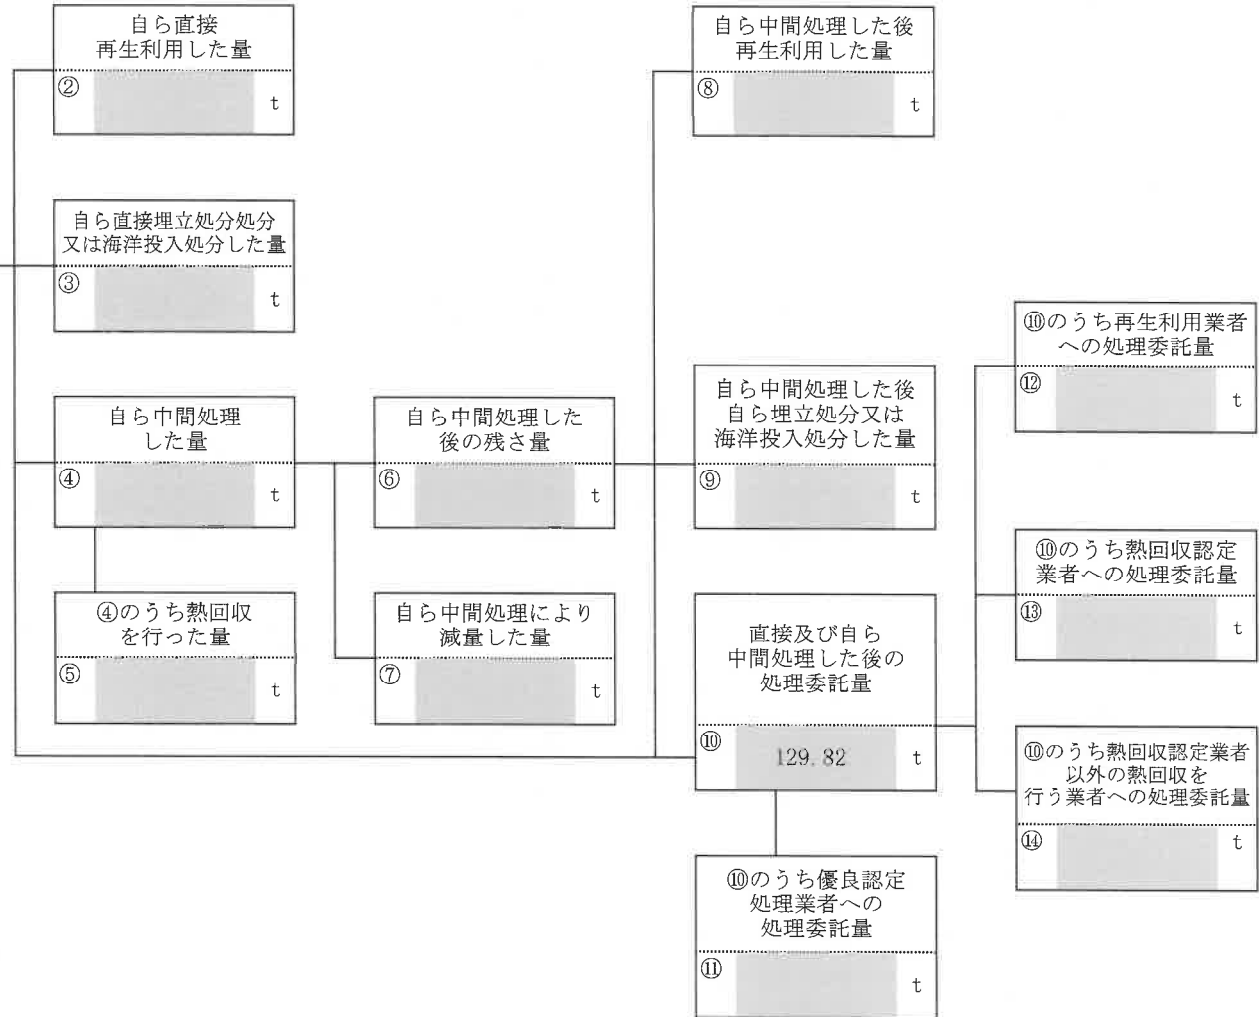 自ら直接
再生利用した量
②
t
自ら中間処理した後
再生利用した量
⑧
t
自ら直接埋立処分処分
又は海洋投入処分した量
③
t
⑩のうち再生利用業者
への処理委託量
⑫
t
自ら中間処理
した量
④
t
自ら中間処理した
後の残さ量
⑥
t
自ら中間処理した後
自ら埋立処分又は
海洋投入処分した量
⑨
t
⑩のうち熱回収認定
業者への処理委託量
⑬
t
④のうち熱回収
を行った量
⑤
t
自ら中間処理により
減量した量
⑦
t
直接及び自ら
中間処理した後の
処理委託量
⑩
129.82 t
⑩のうち熱回収認定業者
以外の熱回収を
行う業者への処理委託量
⑭
t
⑩のうち優良認定
処理業者への
処理委託量
⑪
t